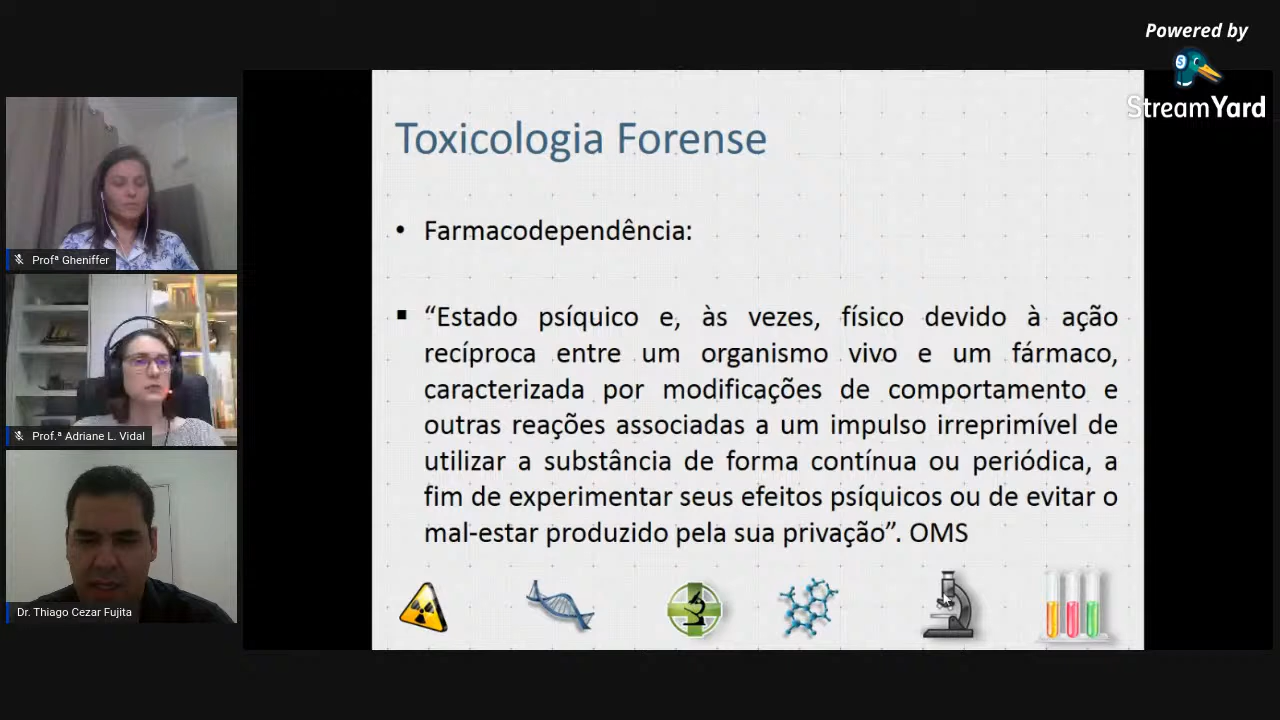 Powered by
StreamYard
Toxicologia Forense
• Farmacodependência:
▪ “Estado psíquico e, às vezes, físico devido à ação
recíproca entre um organismo vivo e um fármaco,
caracterizada por modificações de comportamento e
outras reações associadas a um impulso irreprimível de
utilizar a substância de forma contínua ou periódica, a
fim de experimentar seus efeitos psíquicos ou de evitar o
mal-estar produzido pela sua privação”. OMS
Profª Gheniffer
Prof.ª Adriane L. Vidal
Dr. Thiago Cezar Fujita